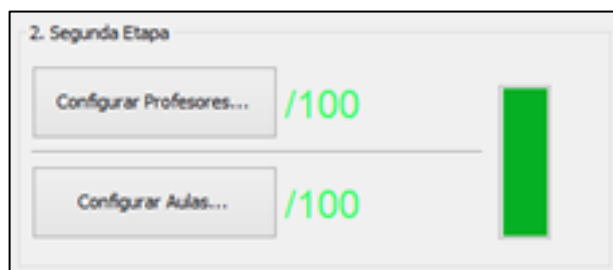 2. Segunda Etapa
Configurar Profesores... /100
Configurar Aulas... /100